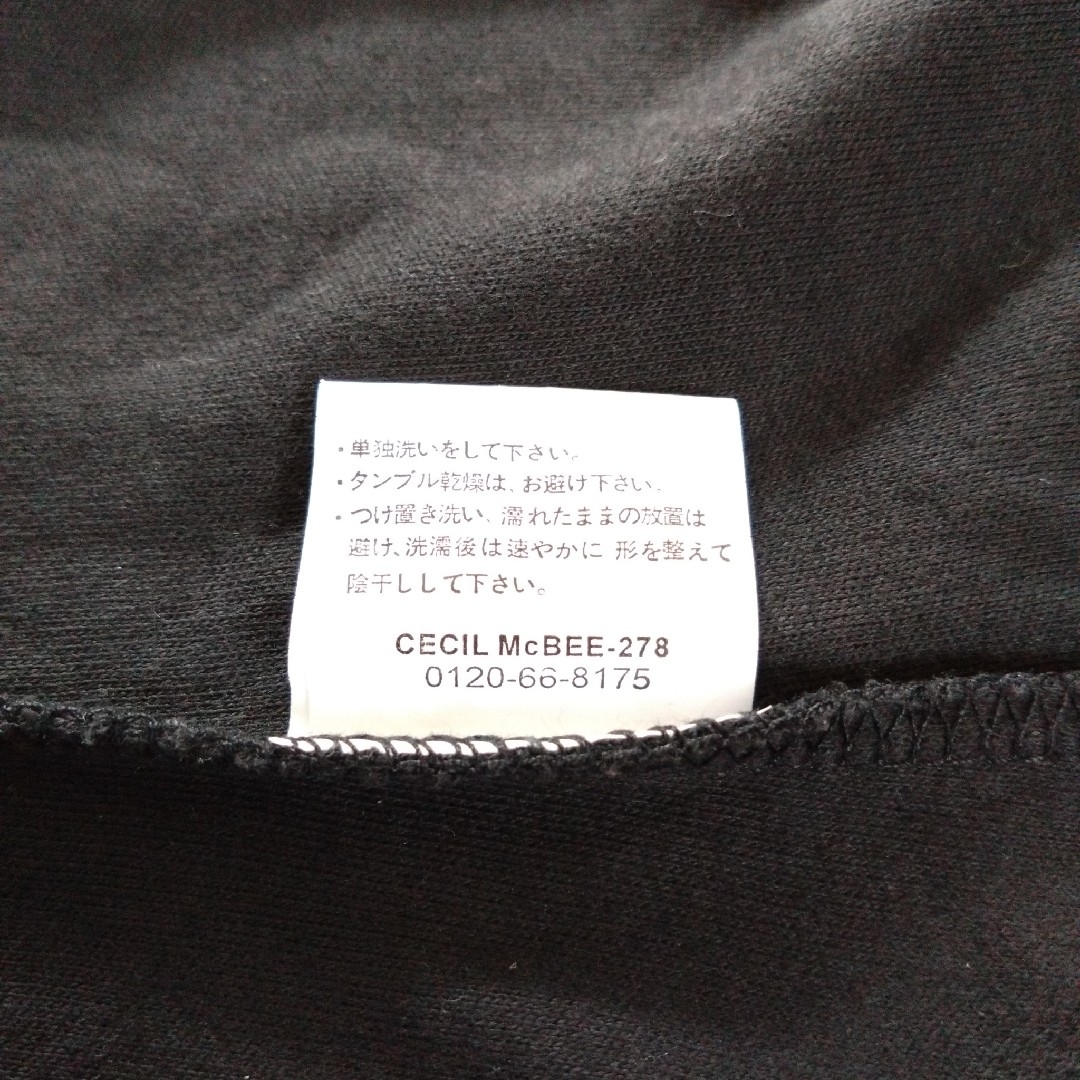 ・単独洗いをして下さい。
・タンブル乾燥は、お避け下さい。
・つけ置き洗い、濡れたままの放置は
避け、洗濡後は速やかに 形を整えて
陰干しして下さい。
CECIL McBEE-278
0120-66-8175